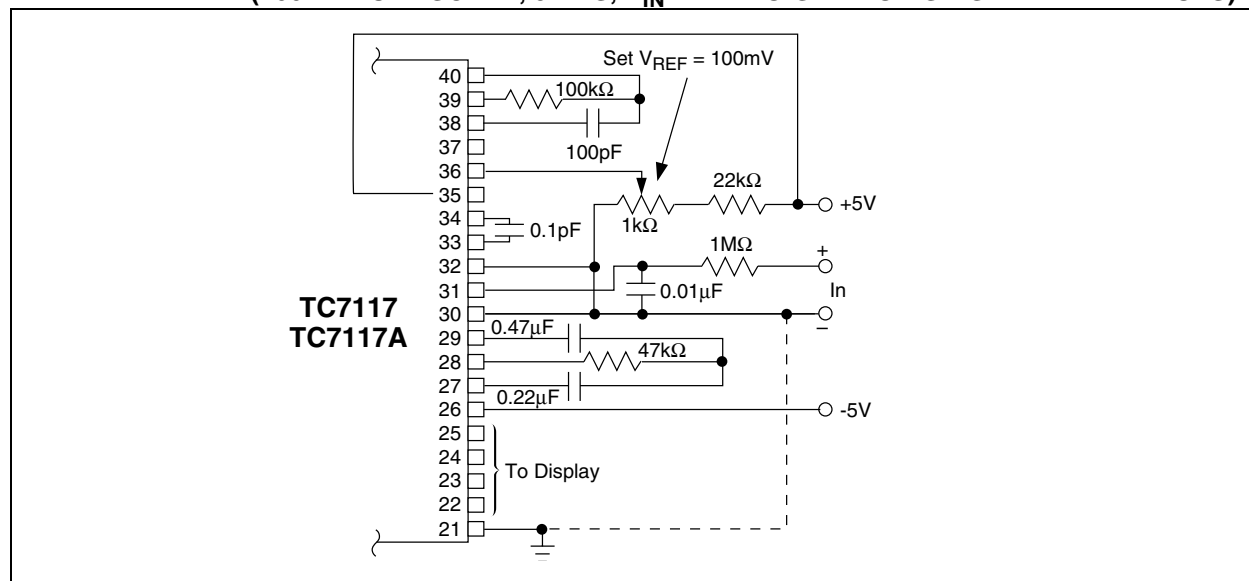 Set VREF = 100mV
40
39
100kΩ
38
37
100pF
36
35
22kΩ
+5V
1kΩ
34
0.1pF
33
1MΩ
+
32
31
0.01µF
In
TC7117
TC7117A
30
–
0.47µF
29
47kΩ
28
27
0.22µF
26
-5V
25
24
To Display
23
22
21